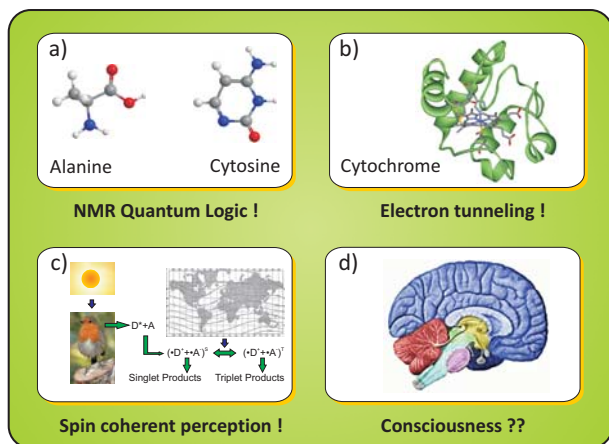 a)
b)
Alanine
Cytosine
Cytochrome
NMR Quantum Logic !
Electron tunneling !
c)
d)
D*+A
(•D⁺+•A⁻)ˢ
(•D⁺+•A⁻)ᵀ
Singlet Products
Triplet Products
Spin coherent perception !
Consciousness ??